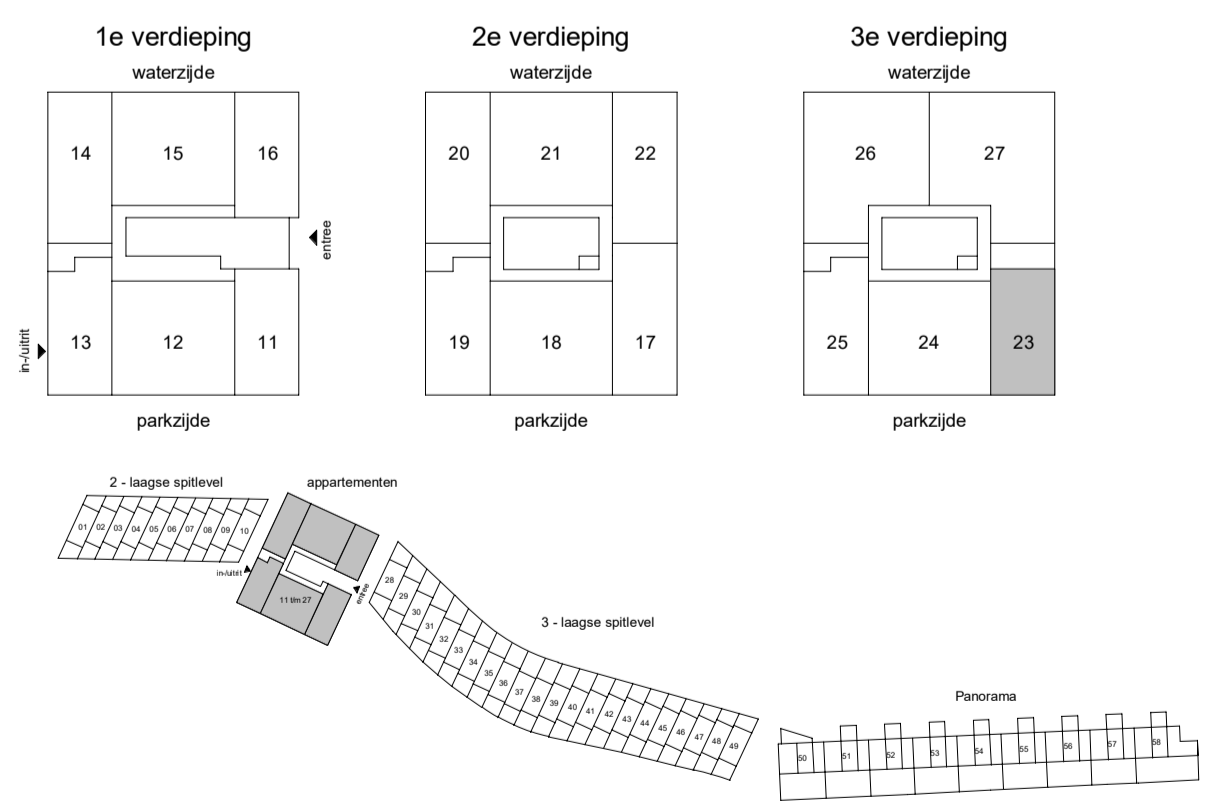 1e verdieping
waterzijde
14
15
16
entree
in-/uitrit
13
12
11
parkzijde
2e verdieping
waterzijde
20
21
22
19
18
17
parkzijde
3e verdieping
waterzijde
26
27
25
24
23
parkzijde
2 - laagse spitlevel
01 02 03 04 05 06 07 08 09 10
appartementen
in-/uitrit
entree
11 t/m 27
3 - laagse spitlevel
28
29
30
31
32
33
34
35
36
37
38
39
40
41
42
43
44
45
46
47
48
49
Panorama
50 51 52 53 54 55 56 57 58